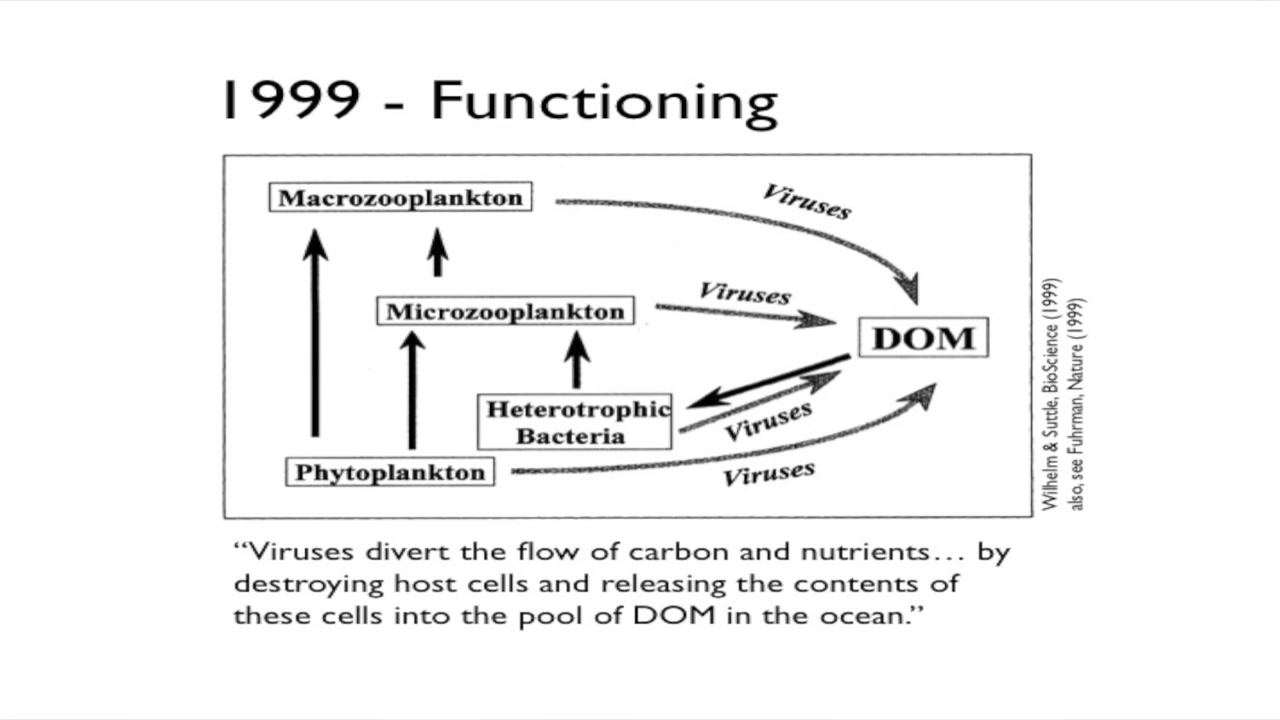 1999 - Functioning
Macrozooplankton
Viruses
Microzooplankton
Viruses
DOM
Heterotrophic
Bacteria
Viruses
Phytoplankton
Viruses
Wilhelm & Suttle, BioScience (1999)
also, see Fuhrman, Nature (1999)
“Viruses divert the flow of carbon and nutrients… by
destroying host cells and releasing the contents of
these cells into the pool of DOM in the ocean.”